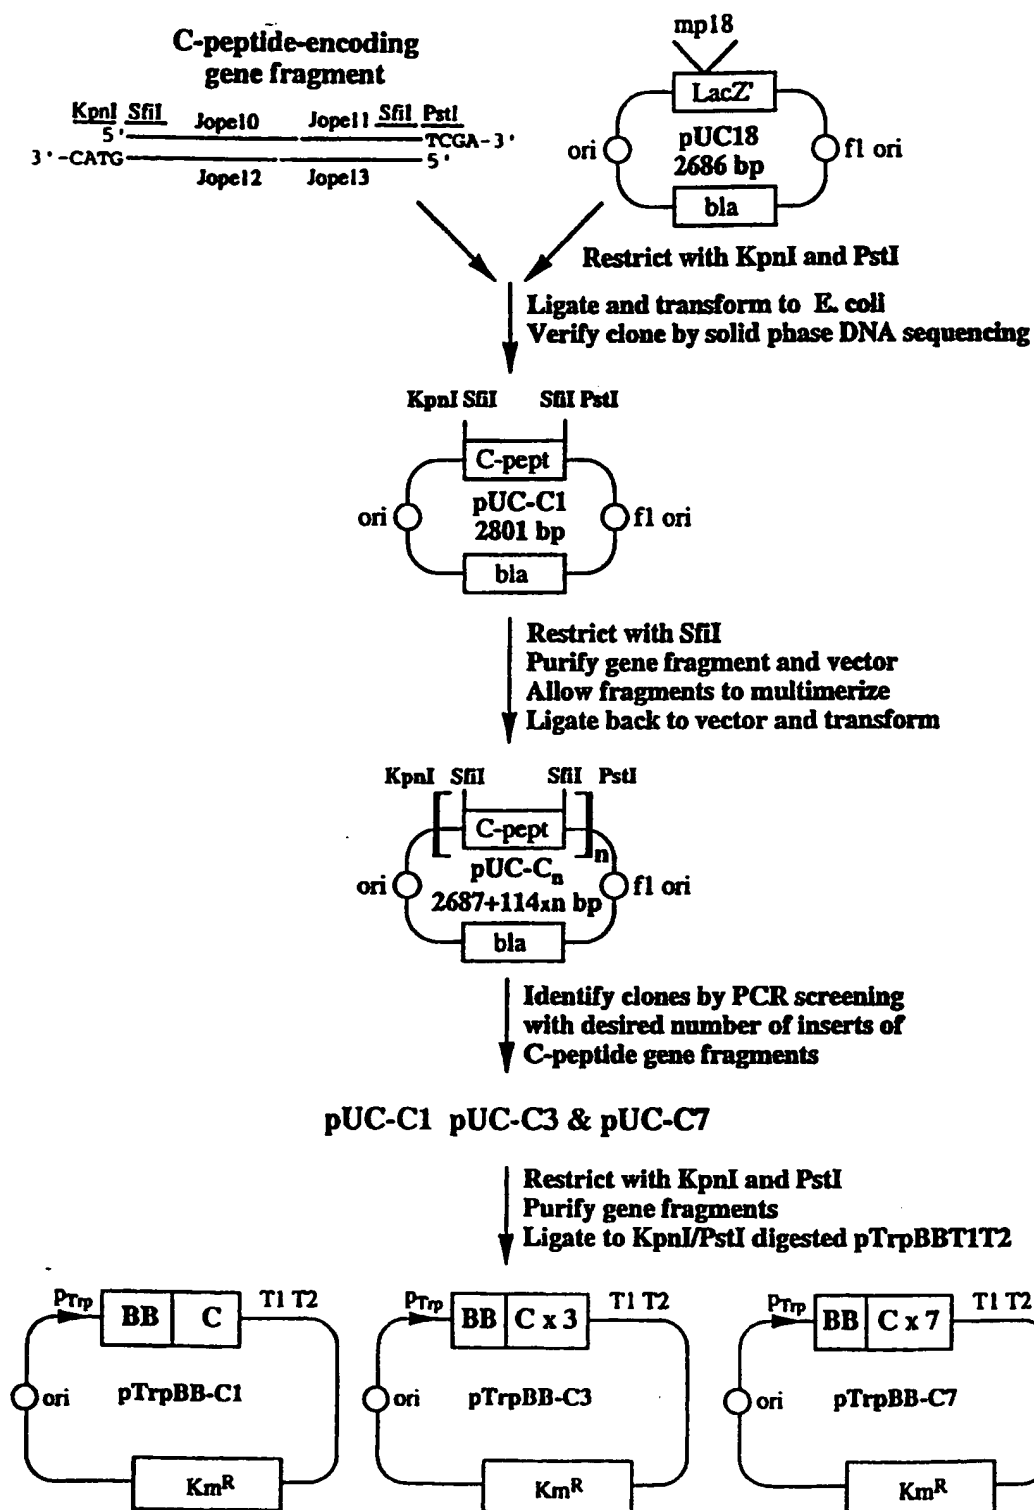 C-peptide-encoding
gene fragment
KpnI SfiI Jope10 Jope11 SfiI PstI
5' TCGA-3'
3'-CATG 5'
Jope12 Jope13
mp18
LacZ'
ori pUC18 f1 ori
2686 bp
bla
Restrict with KpnI and PstI
Ligate and transform to E. coli
Verify clone by solid phase DNA sequencing
KpnI SfiI SfiI PstI
C-pept
pUC-C1
ori f1 ori
2801 bp
bla
Restrict with SfiI
Purify gene fragment and vector
Allow fragments to multimerize
Ligate back to vector and transform
KpnI SfiI SfiI PstI
C-pept
n
pUC-Cn
ori f1 ori
2687+114xn bp
bla
Identify clones by PCR screening
with desired number of inserts of
C-peptide gene fragments
pUC-C1 pUC-C3 & pUC-C7
Restrict with KpnI and PstI
Purify gene fragments
Ligate to KpnI/PstI digested pTrpBBT1T2
PTrp BB C T1 T2
ori pTrpBB-C1
KmR
PTrp BB C x 3 T1 T2
ori pTrpBB-C3
KmR
PTrp BB C x 7 T1 T2
ori pTrpBB-C7
KmR